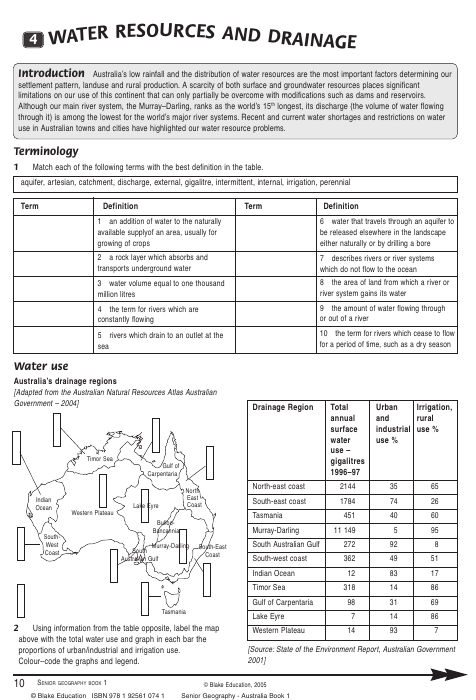 4 WATER RESOURCES AND DRAINAGE
Introduction Australia's low rainfall and the distribution of water resources are the most important factors determining our
settlement pattern, landuse and rural production. A scarcity of both surface and groundwater resources places significant
limitations on our use of this continent that can only partially be overcome with modifications such as dams and reservoirs.
Although our main river system, the Murray–Darling, ranks as the world's 15th longest, its discharge (the volume of water flowing
through it) is among the lowest for the world's major river systems. Recent and current water shortages and restrictions on water
use in Australian towns and cities have highlighted our water resource problems.
Terminology
1 Match each of the following terms with the best definition in the table.
aquifer, artesian, catchment, discharge, external, gigalitre, intermittent, internal, irrigation, perennial
Term Definition Term Definition
1 an addition of water to the naturally
available supplyof an area, usually for
growing of crops
2 a rock layer which absorbs and
transports underground water
3 water volume equal to one thousand
million litres
4 the term for rivers which are
constantly flowing
5 rivers which drain to an outlet at the
sea
6 water that travels through an aquifer to
be released elsewhere in the landscape
either naturally or by drilling a bore
7 describes rivers or river systems
which do not flow to the ocean
8 the area of land from which a river or
river system gains its water
9 the amount of water flowing through
or out of a river
10 the term for rivers which cease to flow
for a period of time, such as a dry season
Water use
Australia's drainage regions
[Adapted from the Australian Natural Resources Atlas Australian
Government – 2004]
Timor Sea
Gulf of
Carpentaria
North
East
Coast
Indian
Ocean
Western Plateau
Lake Eyre
Bulloo-
Bancannia
South
West
Coast
South
Australian Gulf
Murray-Darling
South-East
Coast
Tasmania
2 Using information from the table opposite, label the map
above with the total water use and graph in each bar the
proportions of urban/industrial and irrigation use.
Colour–code the graphs and legend.
Drainage Region
Total
annual
surface
water
use –
gigalitres
1996–97
Urban
and
industrial
use %
Irrigation,
rural
use %
North-east coast 2144 35 65
South-east coast 1784 74 26
Tasmania 451 40 60
Murray-Darling 11 149 5 95
South Australian Gulf 272 92 8
South-west coast 362 49 51
Indian Ocean 12 83 17
Timor Sea 318 14 86
Gulf of Carpentaria 98 31 69
Lake Eyre 7 14 86
Western Plateau 14 93 7
[Source: State of the Environment Report, Australian Government
2001]
10 SENIOR GEOGRAPHY BOOK 1 © Blake Education, 2005
© Blake Education ISBN 978 1 92561 074 1 Senior Geography - Australia Book 1